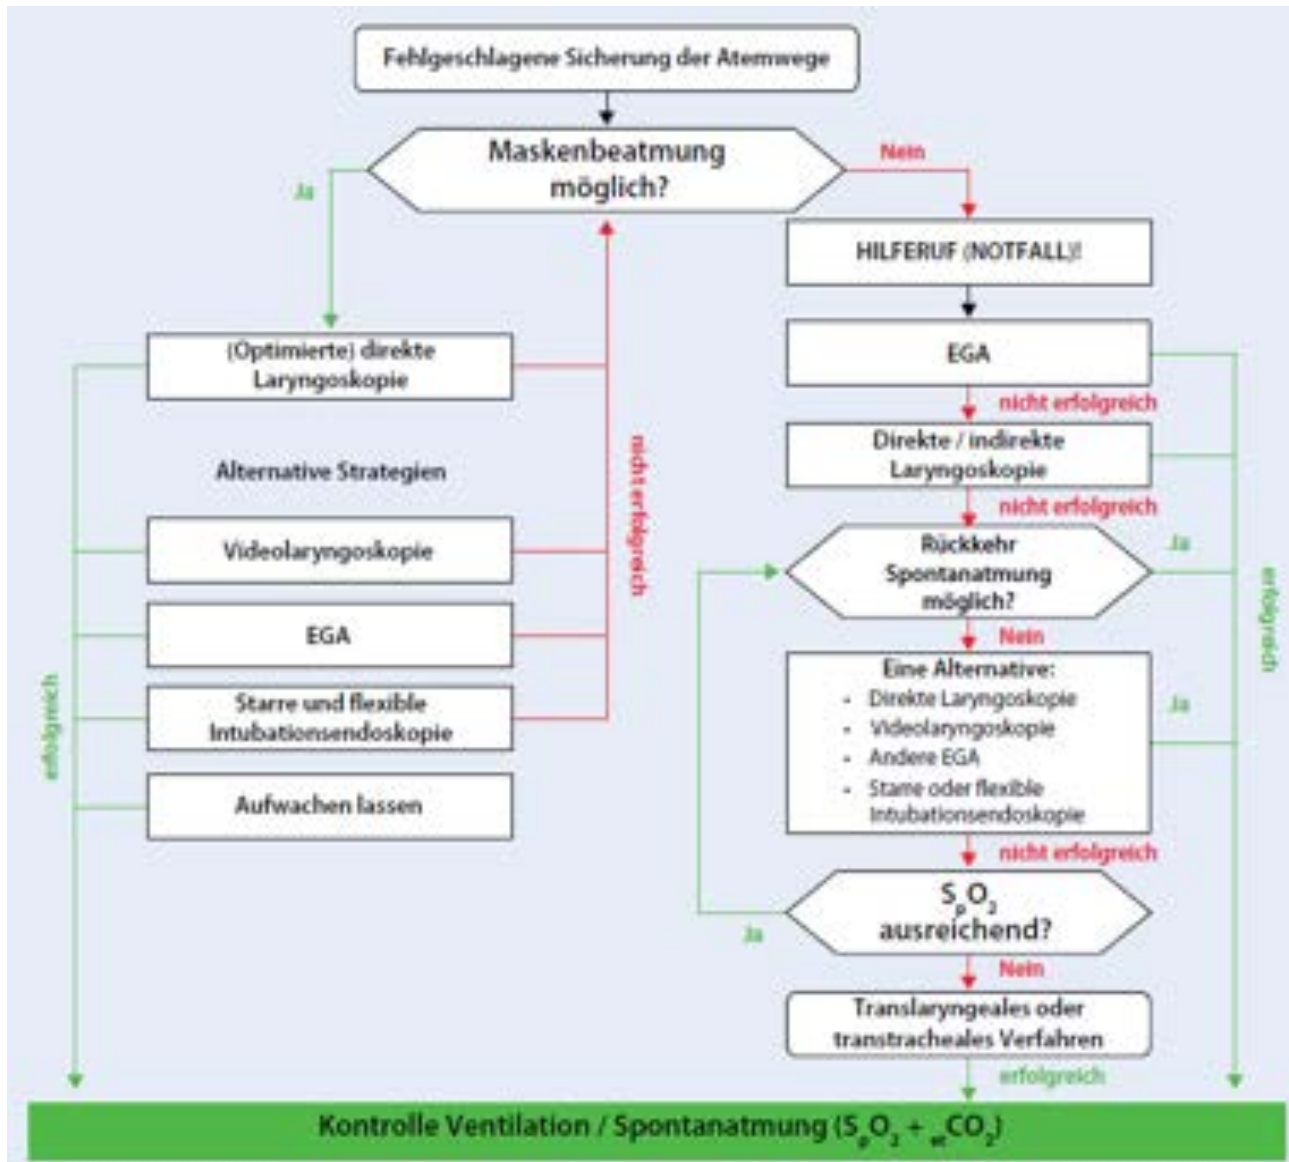 Fehlgeschlagene Sicherung der Atemwege
Maskenbeatmung
möglich?
Ja
Nein
HILFERUF (NOTFALL)!
(Optimierte) direkte
Laryngoskopie
EGA
nicht erfolgreich
Direkte / indirekte
Laryngoskopie
nicht erfolgreich
Alternative Strategien
nicht erfolgreich
Videolaryngoskopie
Rückkehr
Spontanatmung
möglich?
Ja
Nein
EGA
erfolgreich
Starre und flexible
Intubationsendoskopie
Eine Alternative:
- Direkte Laryngoskopie
- Videolaryngoskopie
- Andere EGA
- Starre oder flexible
Intubationsendoskopie
Ja
erfolgreich
Aufwachen lassen
nicht erfolgreich
SpO2
ausreichend?
Ja
Nein
Translaryngeales oder
transtracheales Verfahren
erfolgreich
Kontrolle Ventilation / Spontanatmung (SpO2 + etCO2)